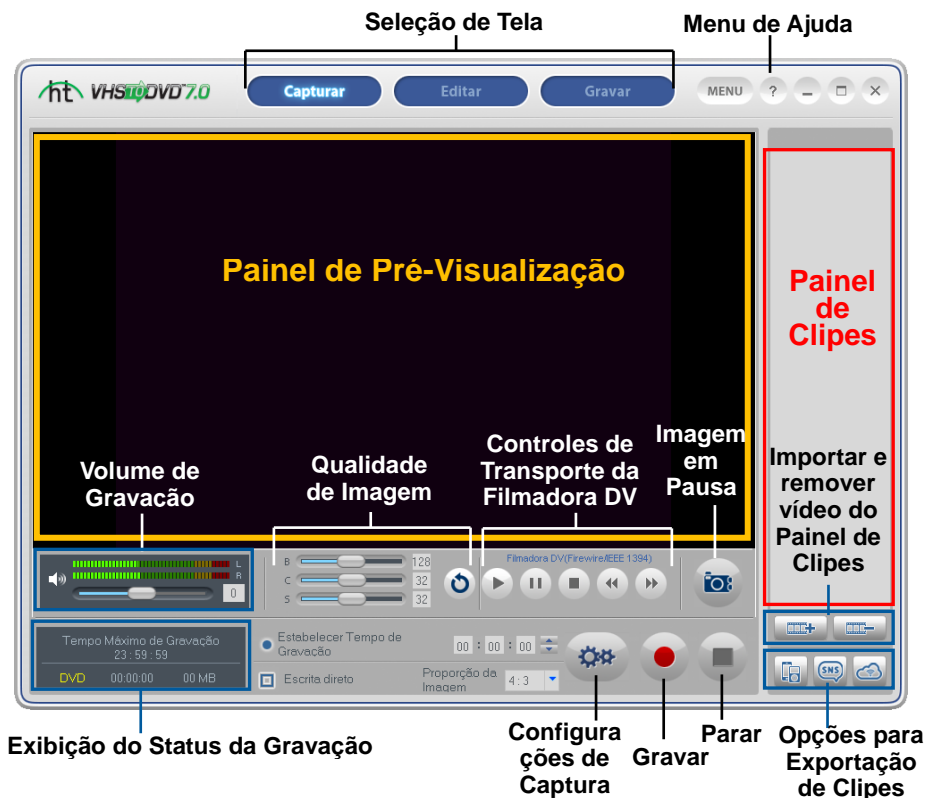 Seleção de Tela
Menu de Ajuda
ht VHSTODVD 7.0
Capturar
Editar
Gravar
MENU
?
Painel de Pré-Visualização
Painel
de
Clipes
Volume de
Gravação
Qualidade
de Imagem
Controles de
Transporte da
Filmadora DV
Imagem
em
Pausa
Importar e
remover
vídeo do
Painel de
Clipes
L
R
0
B 128
C 32
S 32
Filmadora DV(Firewire/IEEE 1394)
Tempo Máximo de Gravação
23 : 59 : 59
DVD 00:00:00 00 MB
Estabelecer Tempo de
Gravação
00 : 00 : 00
Escrita direto
Proporção da
Imagem
4 : 3
SNS
Exibição do Status da Gravação
Configura
ções de
Captura
Gravar
Parar
Opções para
Exportação
de Clipes